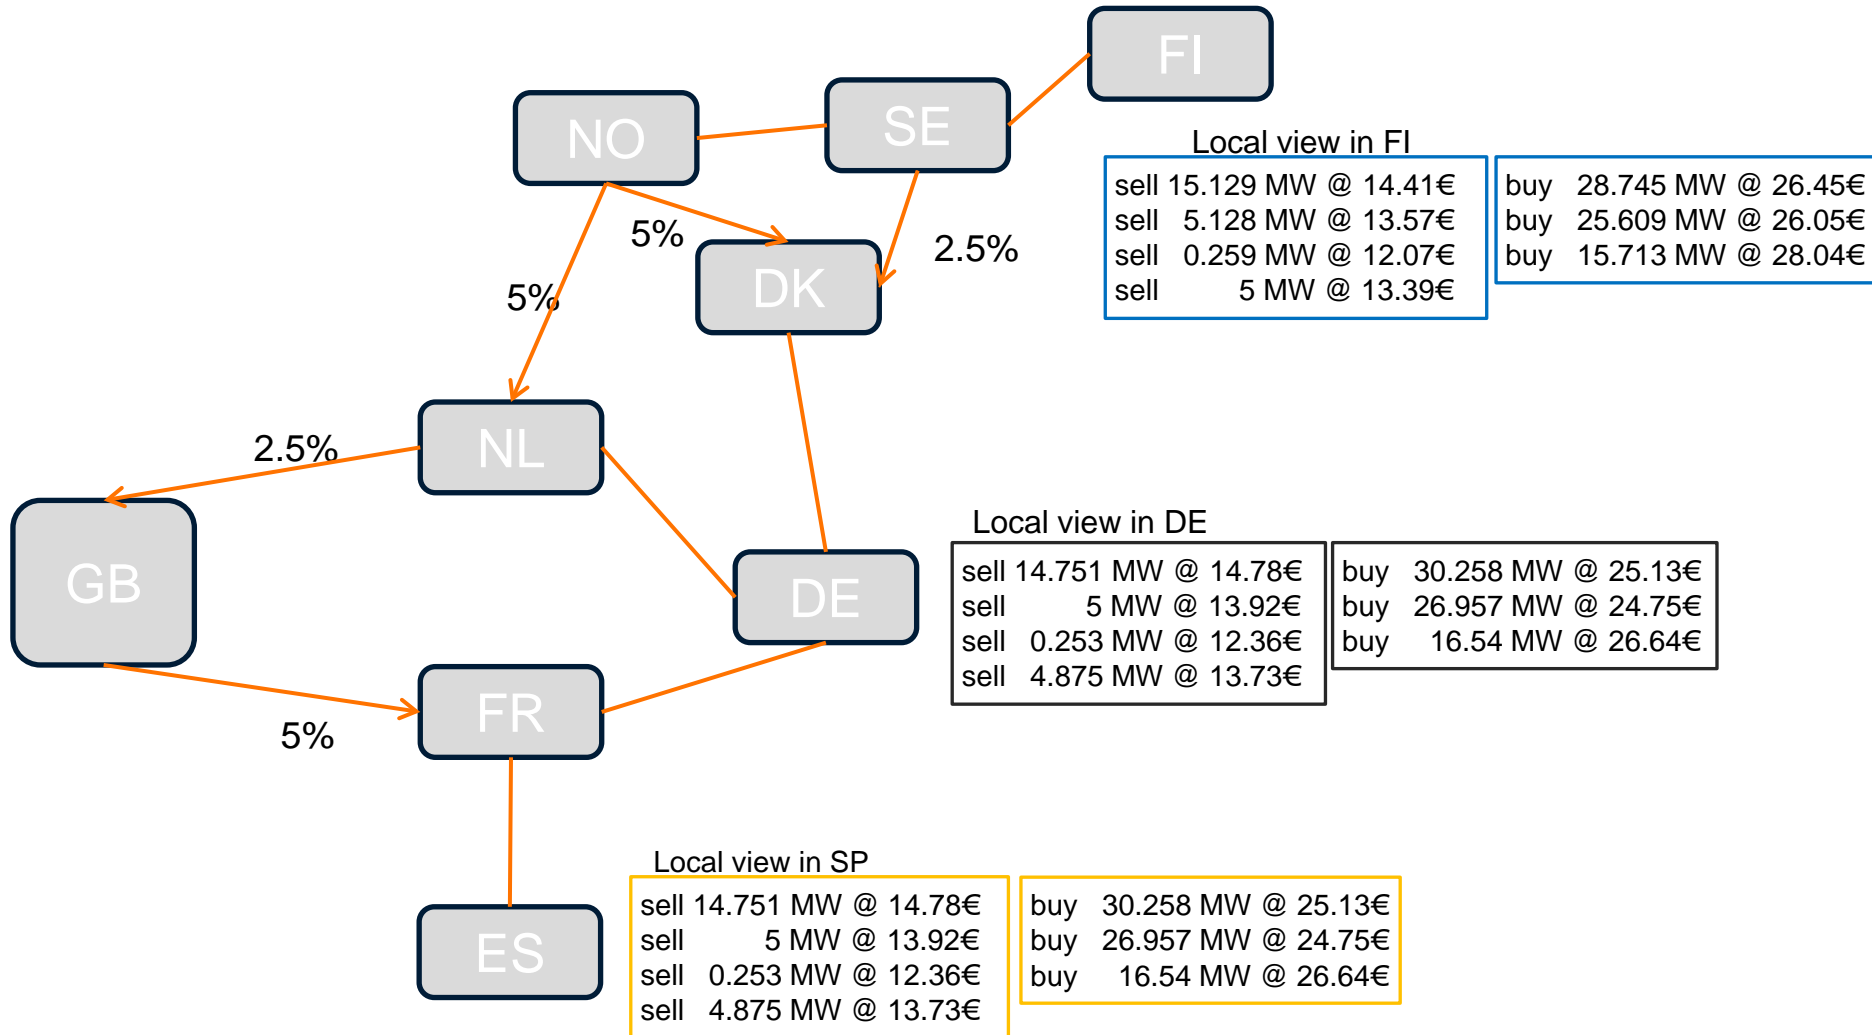 FI
SE
NO
Local view in FI
sell 15.129 MW @ 14.41€
sell 5.128 MW @ 13.57€
sell 0.259 MW @ 12.07€
sell 5 MW @ 13.39€
buy 28.745 MW @ 26.45€
buy 25.609 MW @ 26.05€
buy 15.713 MW @ 28.04€
5%
2.5%
DK
5%
NL
2.5%
GB
DE
Local view in DE
sell 14.751 MW @ 14.78€
sell 5 MW @ 13.92€
sell 0.253 MW @ 12.36€
sell 4.875 MW @ 13.73€
buy 30.258 MW @ 25.13€
buy 26.957 MW @ 24.75€
buy 16.54 MW @ 26.64€
FR
5%
Local view in SP
ES
sell 14.751 MW @ 14.78€
sell 5 MW @ 13.92€
sell 0.253 MW @ 12.36€
sell 4.875 MW @ 13.73€
buy 30.258 MW @ 25.13€
buy 26.957 MW @ 24.75€
buy 16.54 MW @ 26.64€